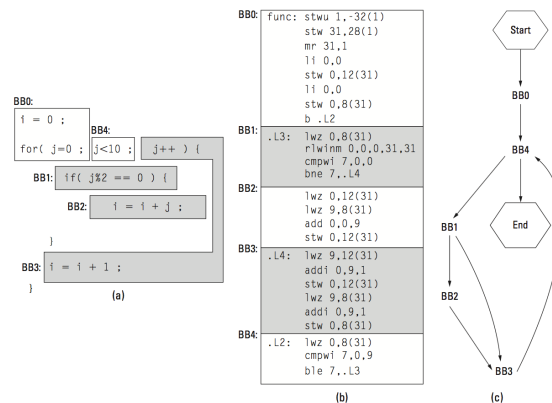 BB0:
i = 0 ;
for( j=0 ;
BB4:
j<10 ;
j++ ) {
BB1:
if( j%2 == 0 ) {
BB2:
i = i + j ;
}
BB3:
i = i + 1 ;
}
(a)
BB0:
func: stwu 1,-32(1)
stw 31,28(1)
mr 31,1
li 0,0
stw 0,12(31)
li 0,0
stw 0,8(31)
b .L2
BB1:
.L3: lwz 0,8(31)
rlwinm 0,0,0,31,31
cmpwi 7,0,0
bne 7,.L4
BB2:
lwz 0,12(31)
lwz 9,8(31)
add 0,0,9
stw 0,12(31)
BB3:
.L4: lwz 9,12(31)
addi 0,9,1
stw 0,12(31)
lwz 9,8(31)
addi 0,9,1
stw 0,8(31)
BB4:
.L2: lwz 0,8(31)
cmpwi 7,0,9
ble 7,.L3
(b)
Start
BB0
BB4
End
BB1
BB2
BB3
(c)